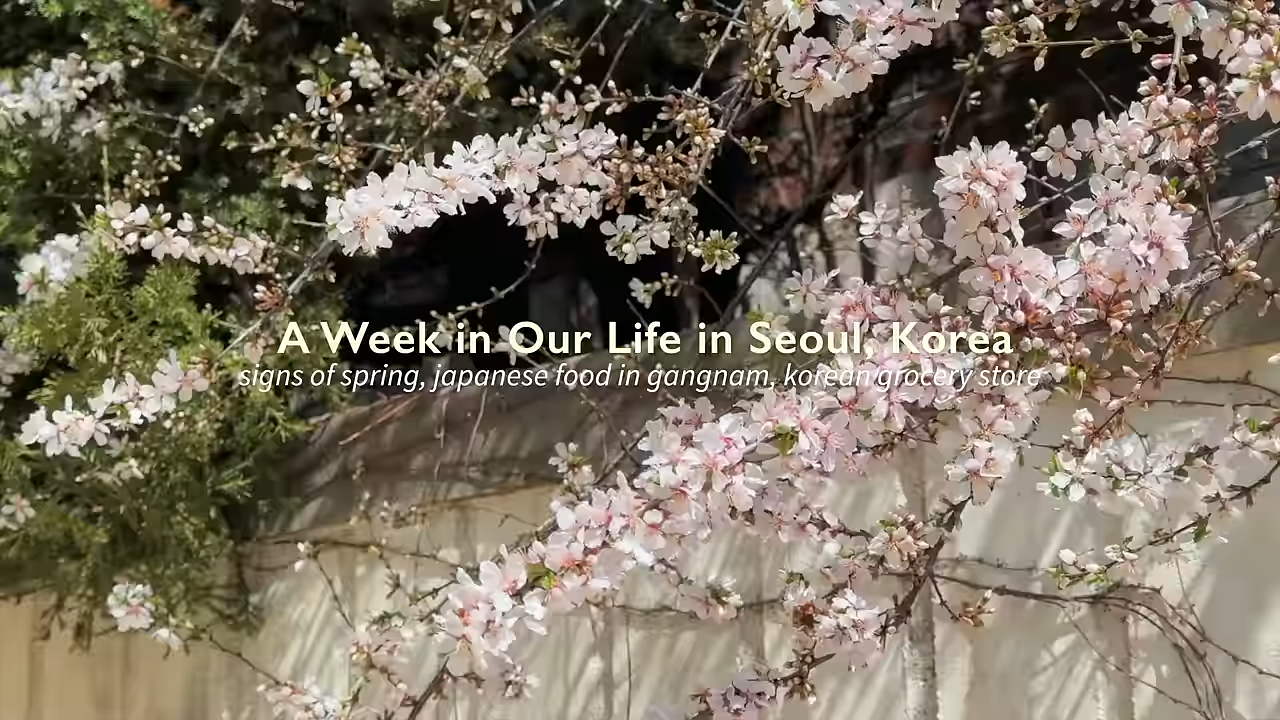 A Week in Our Life in Seoul, Korea
signs of spring, japanese food in gangnam, korean grocery store